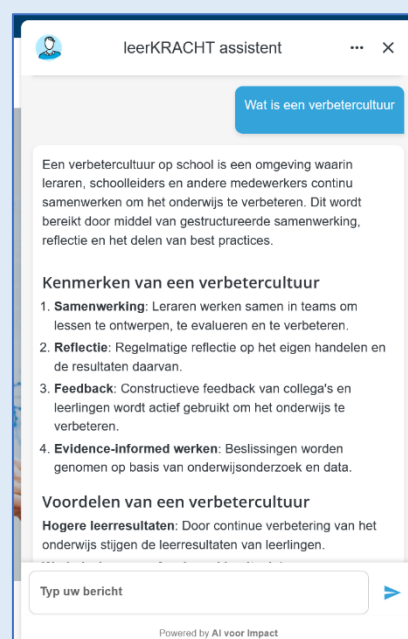 leerKRACHT assistent
Wat is een verbetercultuur
Een verbetercultuur op school is een omgeving waarin
leraren, schoolleiders en andere medewerkers continu
samenwerken om het onderwijs te verbeteren. Dit wordt
bereikt door middel van gestructureerde samenwerking,
reflectie en het delen van best practices.
Kenmerken van een verbetercultuur
1. Samenwerking: Leraren werken samen in teams om
lessen te ontwerpen, te evalueren en te verbeteren.
2. Reflectie: Regelmatige reflectie op het eigen handelen en
de resultaten daarvan.
3. Feedback: Constructieve feedback van collega's en
leerlingen wordt actief gebruikt om het onderwijs te
verbeteren.
4. Evidence-informed werken: Beslissingen worden
genomen op basis van onderwijsonderzoek en data.
Voordelen van een verbetercultuur
Hogere leerresultaten: Door continue verbetering van het
onderwijs stijgen de leerresultaten van leerlingen.
Typ uw bericht
Powered by AI voor Impact